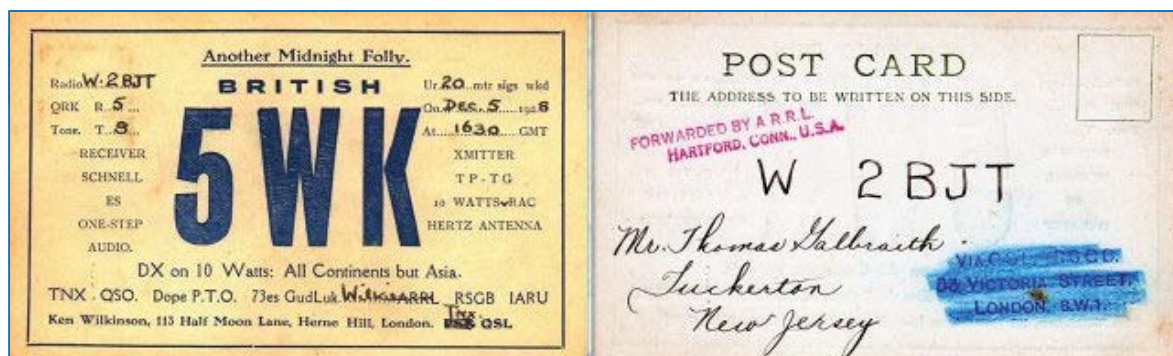 Another Midnight Folly.
BRITISH
5WK
Radio W. 2BJT
QRK R. 5
Tone. T. 8
RECEIVER
SCHNELL
ES
ONE-STEP
AUDIO.
Ur. 20 mtr sigs wkd
On. Dec. 5 1928
At 1630 GMT
XMITTER
TP-TG
10 WATTS RAC
HERTZ ANTENNA
DX on 10 Watts: All Continents but Asia.
TNX QSO. Dope P.T.O. 73es GudLuk. ARRL RSGB IARU
Ken Wilkinson, 113 Half Moon Lane, Herne Hill, London. Tnx. QSL
POST CARD
THE ADDRESS TO BE WRITTEN ON THIS SIDE.
FORWARDED BY A.R.R.L.
HARTFORD, CONN., U.S.A.
W 2BJT
Mr. Thomas Galbraith.
Tuckerton
New Jersey
VIA
VICTORIA STREET.
LONDON. S.W.1.